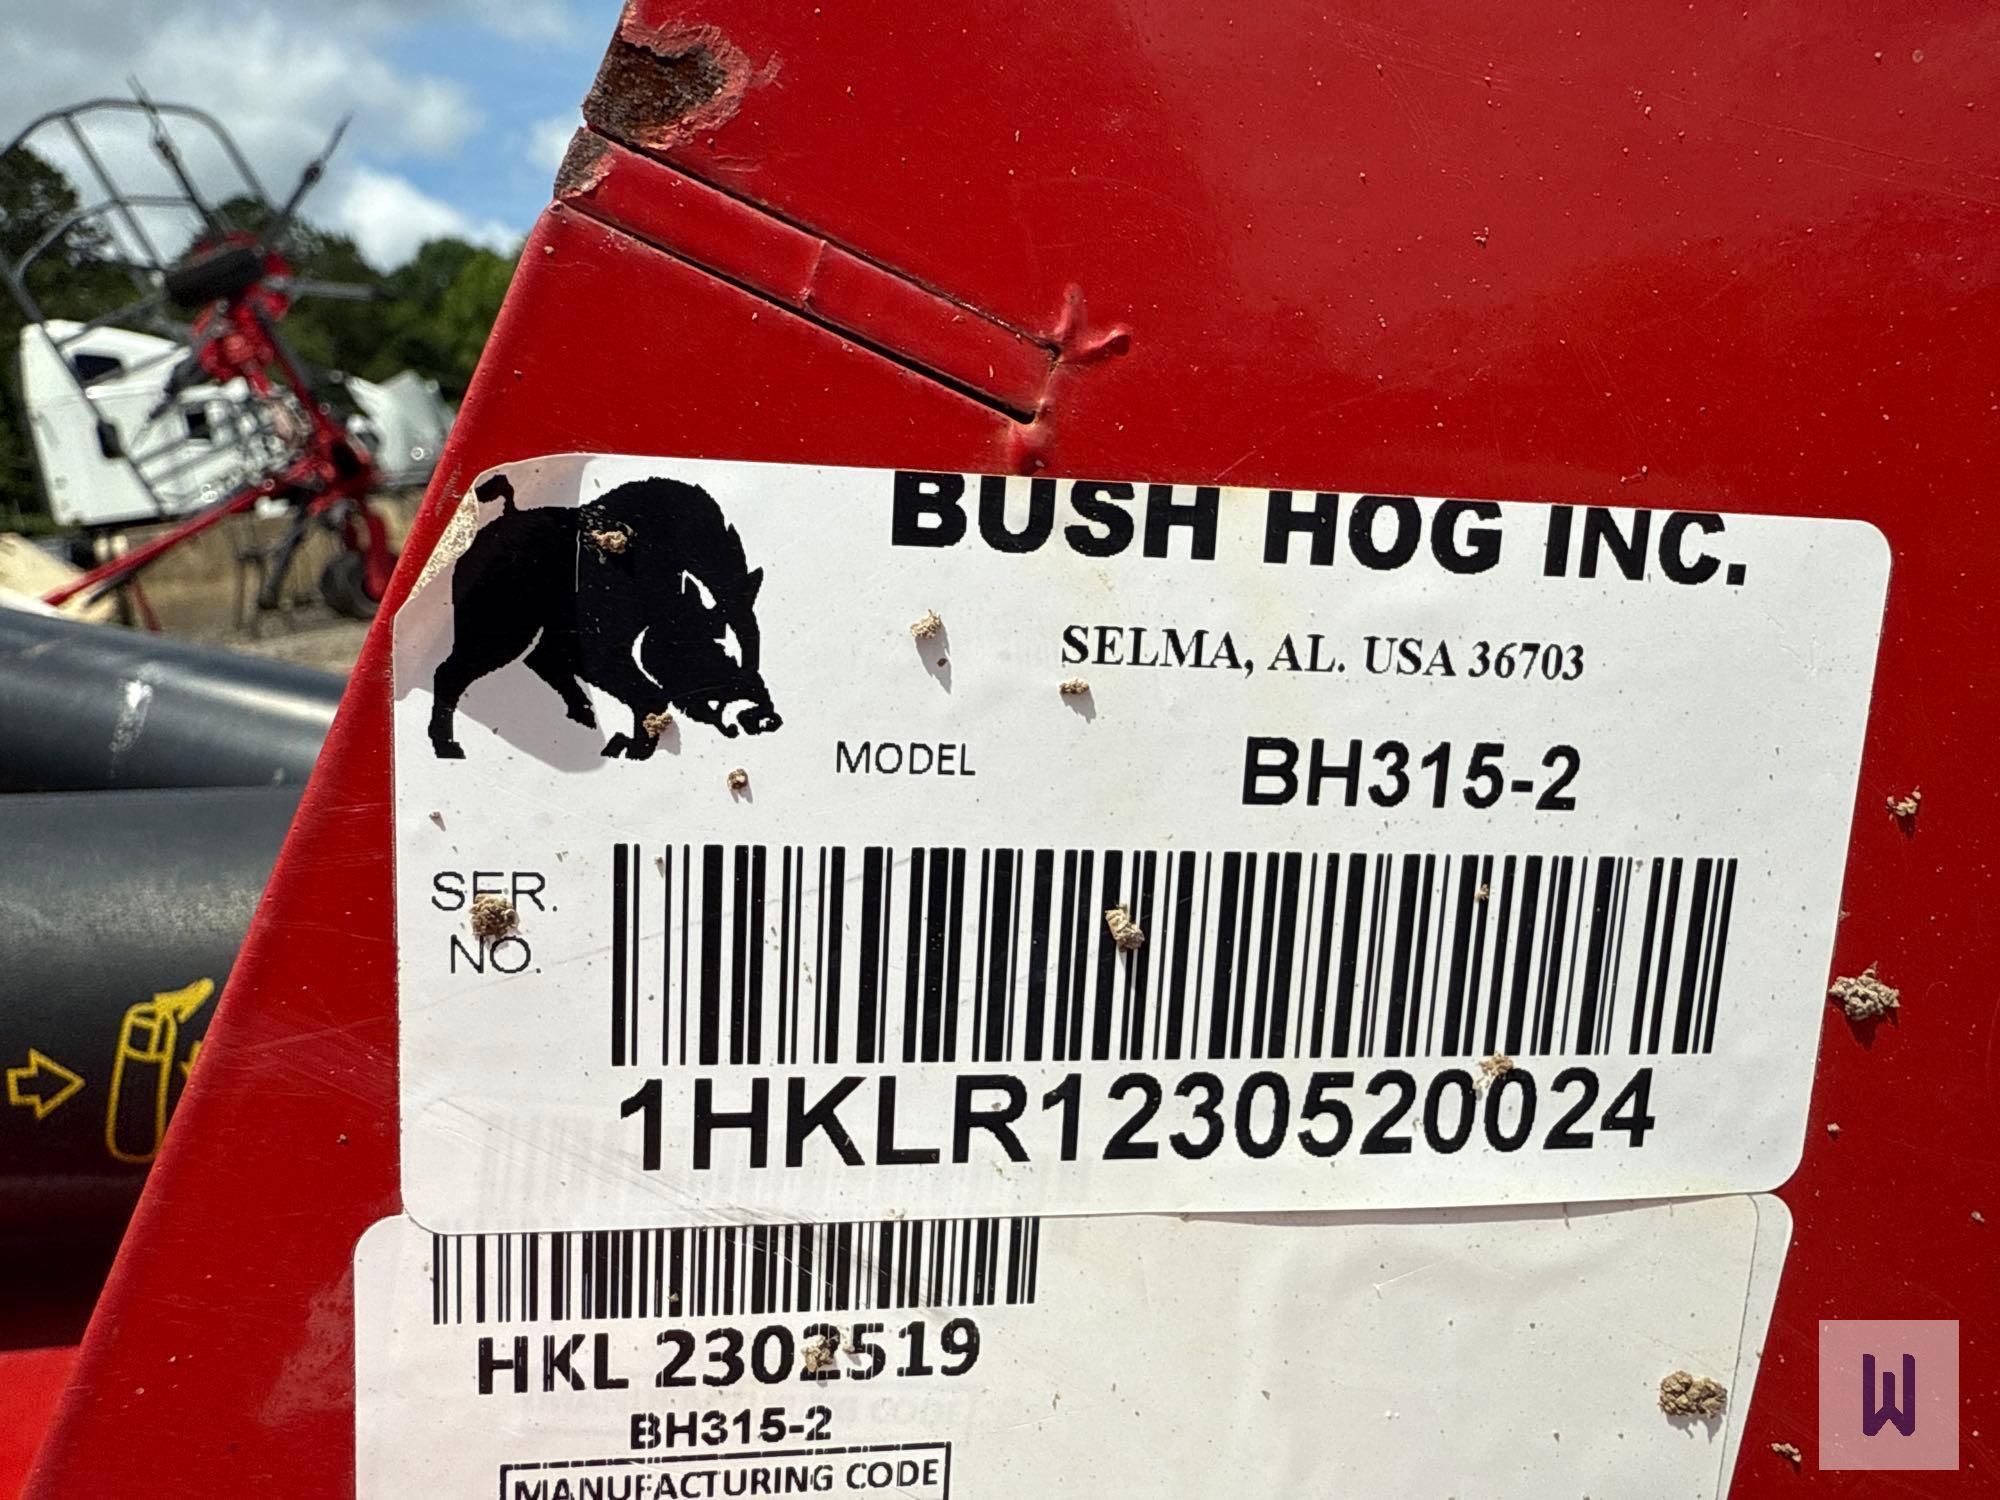 BUSH HOG INC.
SELMA, AL. USA 36703
MODEL BH315-2
SER.
NO.
1HKLR1230520024
HKL 2302519
BH315-2
MANUFACTURING CODE
W